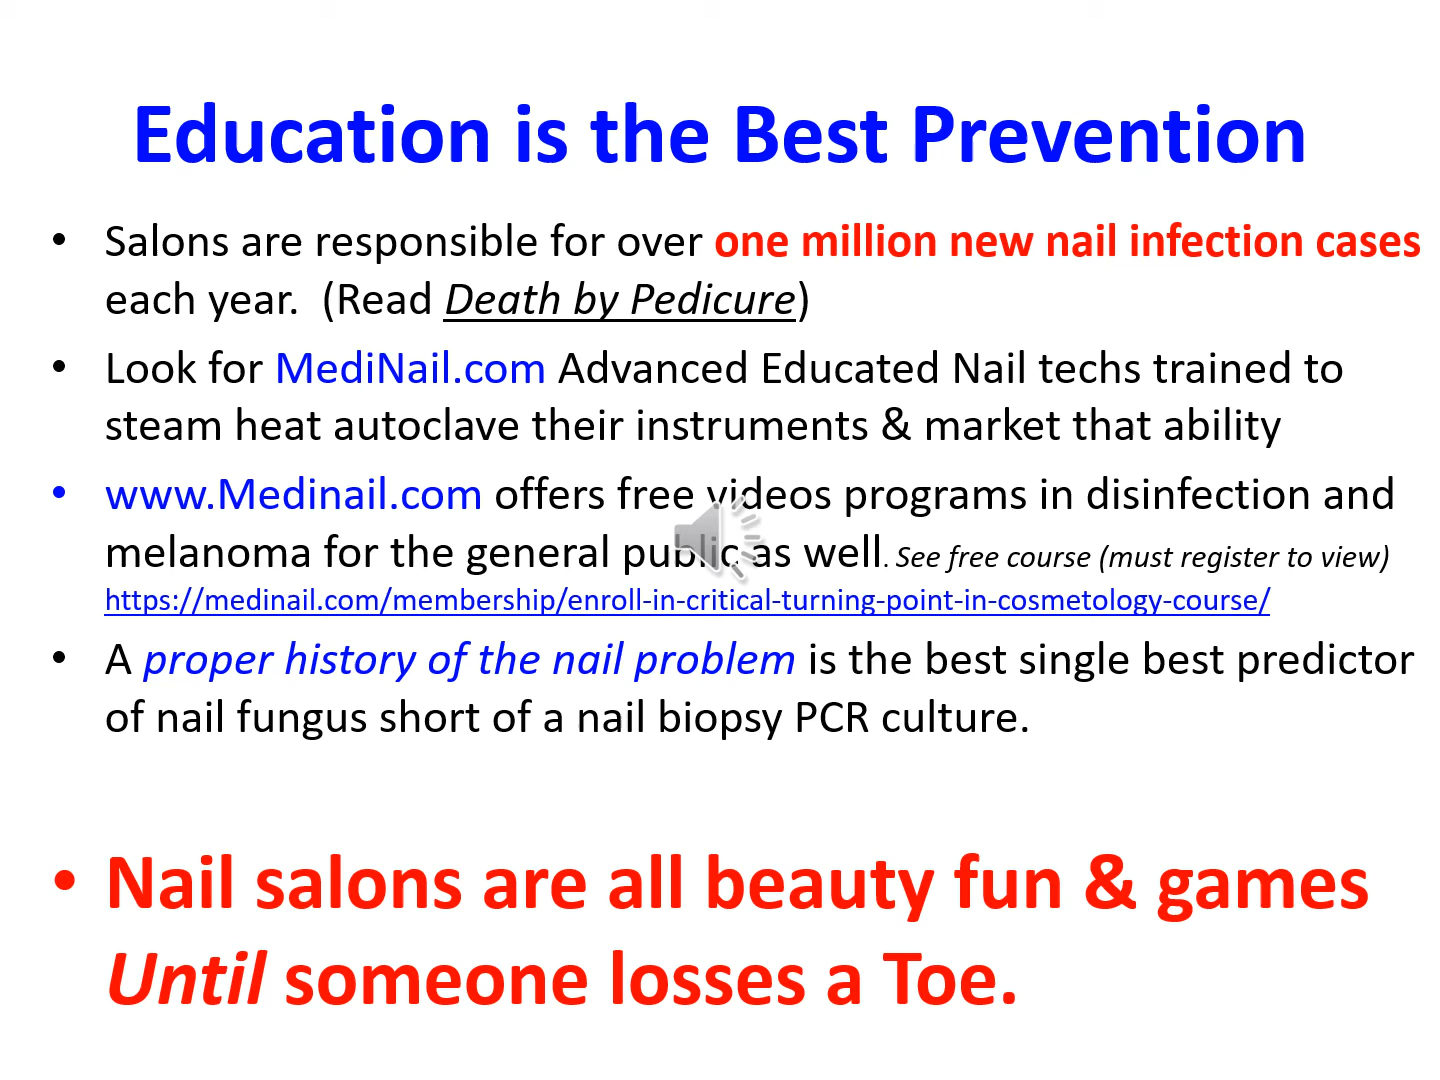 Education is the Best Prevention
• Salons are responsible for over one million new nail infection cases
each year.  (Read Death by Pedicure)
• Look for MediNail.com Advanced Educated Nail techs trained to
steam heat autoclave their instruments & market that ability
• www.Medinail.com offers free videos programs in disinfection and
melanoma for the general public as well. See free course (must register to view)
https://medinail.com/membership/enroll-in-critical-turning-point-in-cosmetology-course/
• A proper history of the nail problem is the best single best predictor
of nail fungus short of a nail biopsy PCR culture.
• Nail salons are all beauty fun & games
Until someone losses a Toe.